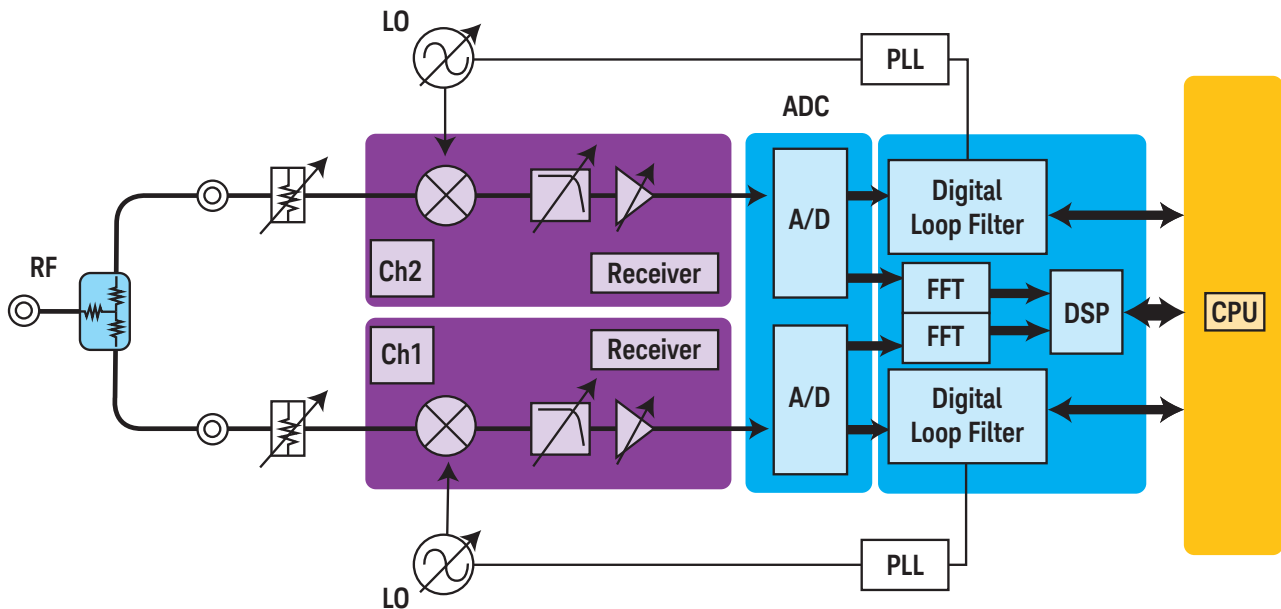 LO
PLL
ADC
RF
Ch2
Receiver
A/D
Digital
Loop Filter
FFT
FFT
DSP
CPU
Ch1
Receiver
A/D
Digital
Loop Filter
LO
PLL